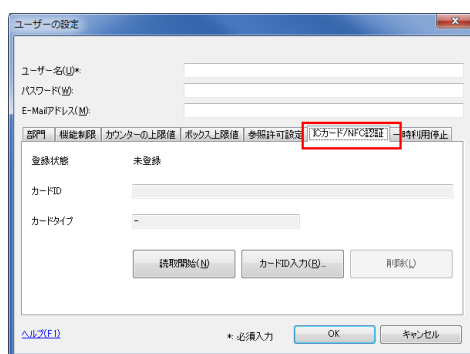 ユーザーの設定
ユーザー名(U)*:
パスワード(W):
E-Mailアドレス(M):
部門 機能制限 カウンターの上限値 ボックス上限値 参照許可設定 ICカード/NFC認証 一時利用停止
登録状態 未登録
カードID
カードタイプ -
読取開始(N) カードID入力(R)... 削除(L)
ヘルプ(F1) *: 必須入力 OK キャンセル